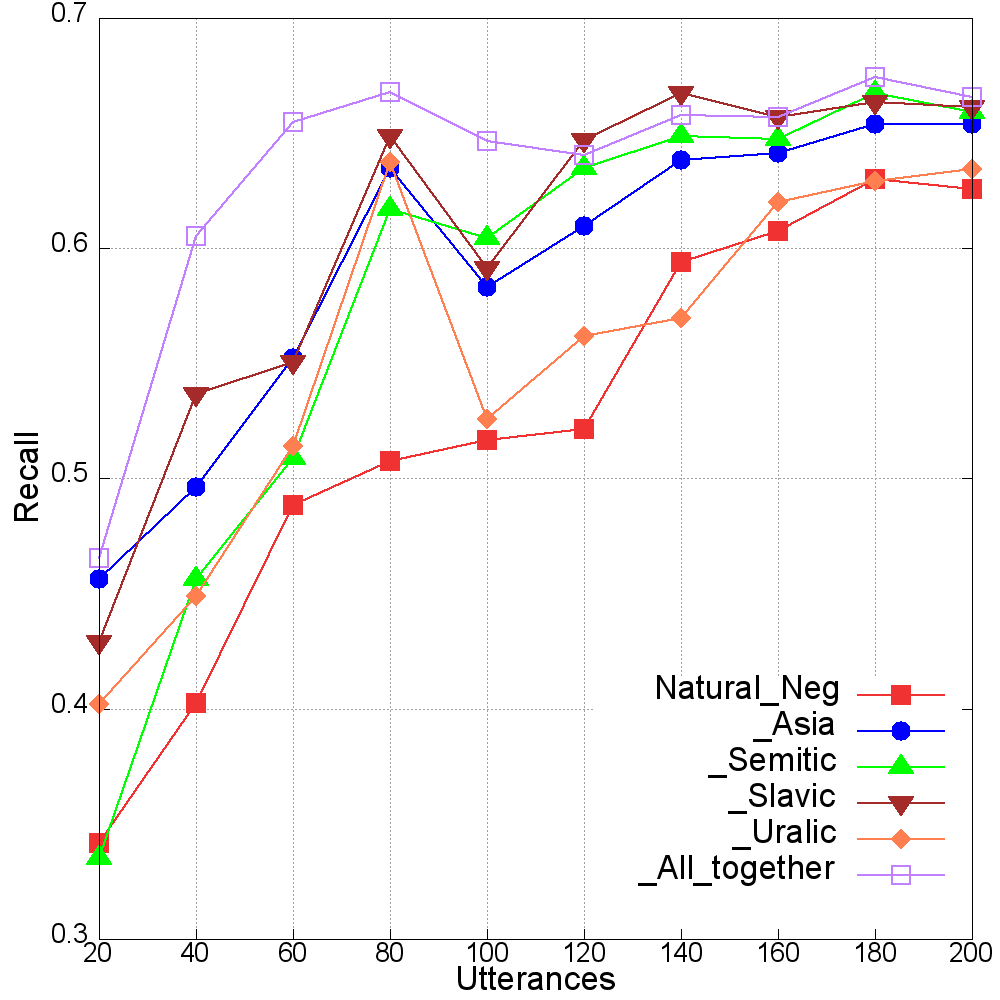 0.7
0.6
0.5
0.4
0.3
Recall
Natural_Neg
_Asia
_Semitic
_Slavic
_Uralic
_All_together
20 40 60 80 100 120 140 160 180 200
Utterances